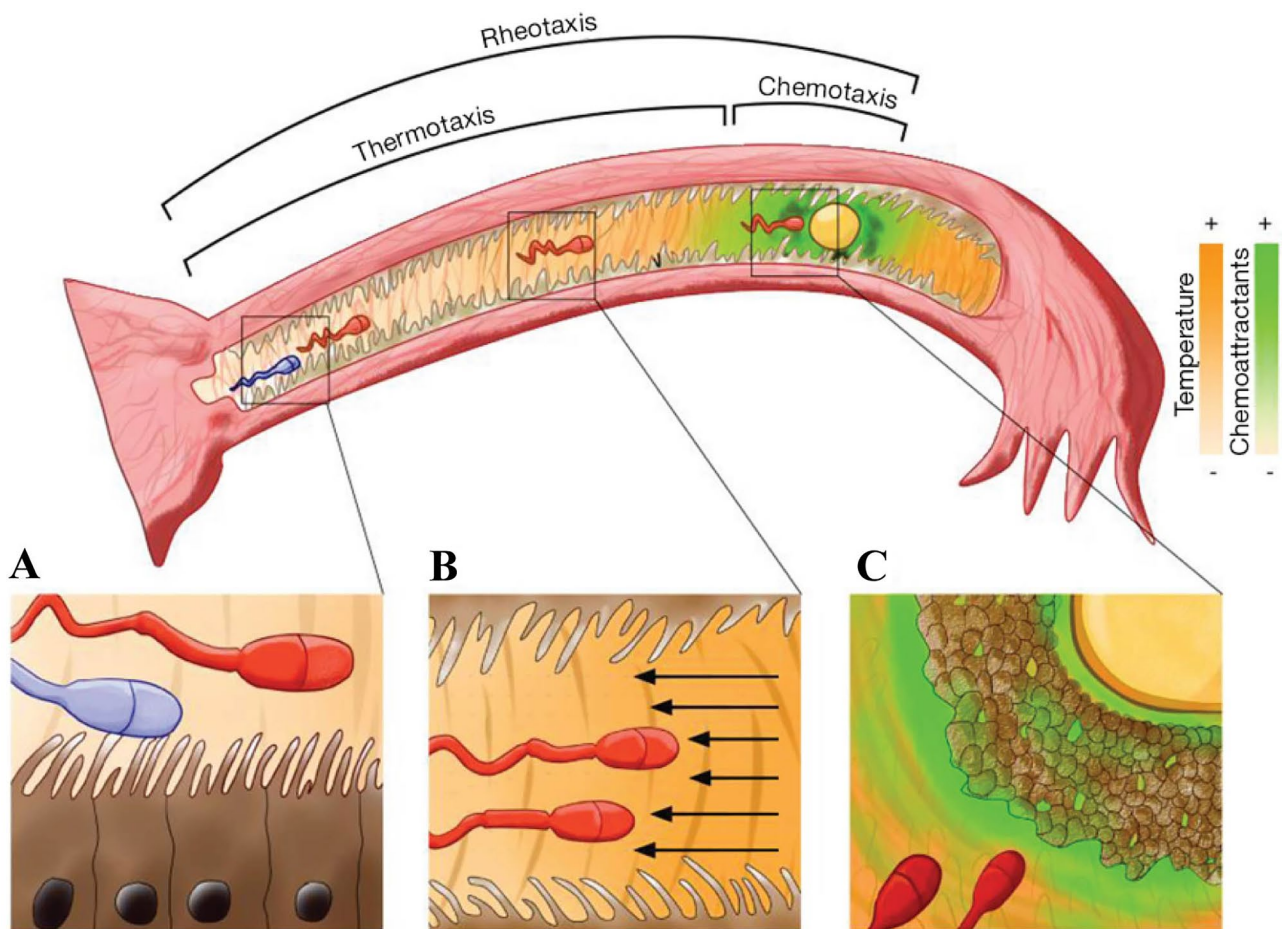 Rheotaxis
Chemotaxis
Thermotaxis
+
+
Temperature
Chemoattractants
-
-
A
B
C